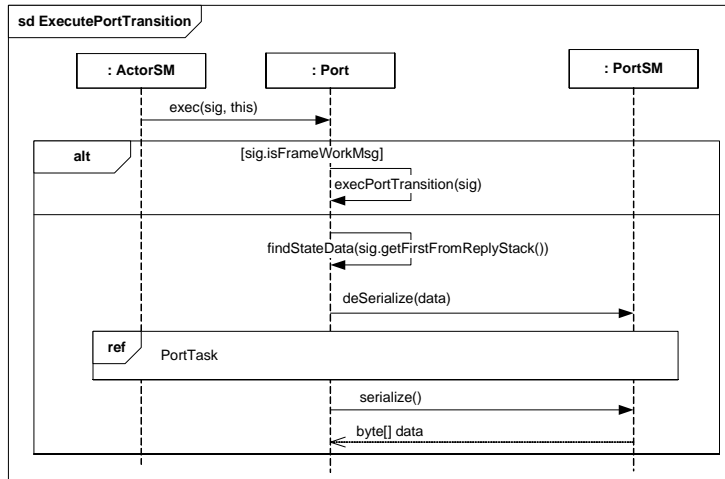 sd ExecutePortTransition
: ActorSM
: Port
: PortSM
exec(sig, this)
alt
[sig.isFrameWorkMsg]
execPortTransition(sig)
findStateData(sig.getFirstFromReplyStack())
deSerialize(data)
ref
PortTask
serialize()
byte[] data